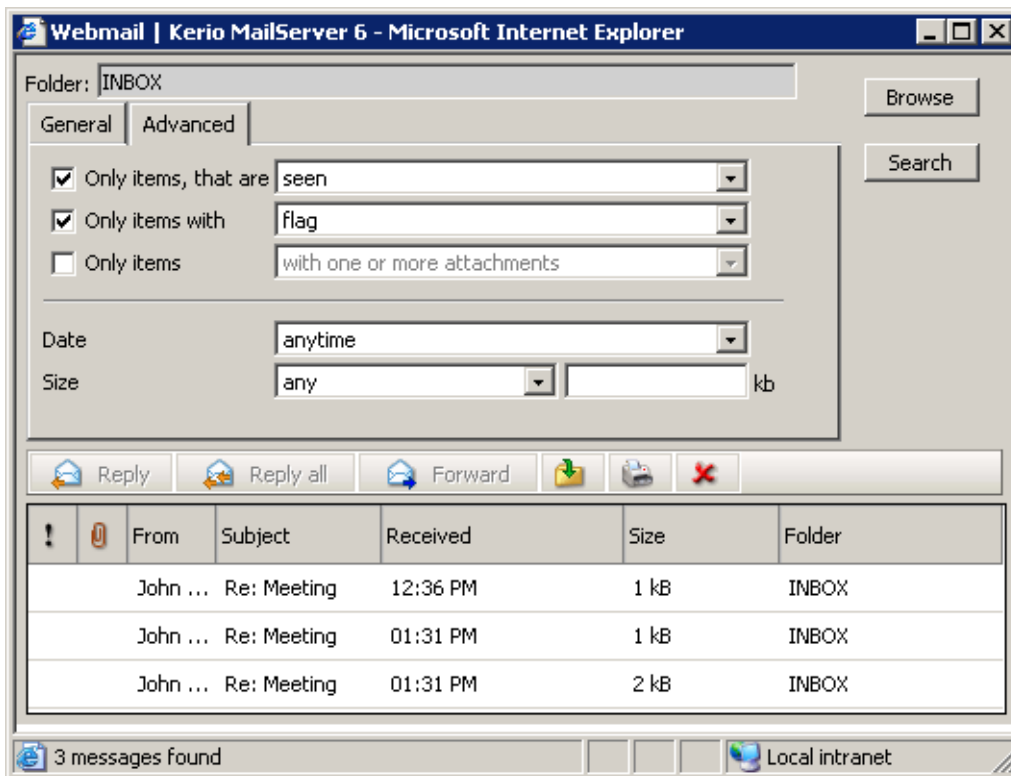 Webmail | Kerio MailServer 6 - Microsoft Internet Explorer
Folder: INBOX
Browse
General Advanced
Search
Only items, that are seen
Only items with flag
Only items with one or more attachments
Date anytime
Size any kb
Reply Reply all Forward
! From Subject Received Size Folder
John ... Re: Meeting 12:36 PM 1 kB INBOX
John ... Re: Meeting 01:31 PM 1 kB INBOX
John ... Re: Meeting 01:31 PM 2 kB INBOX
3 messages found Local intranet